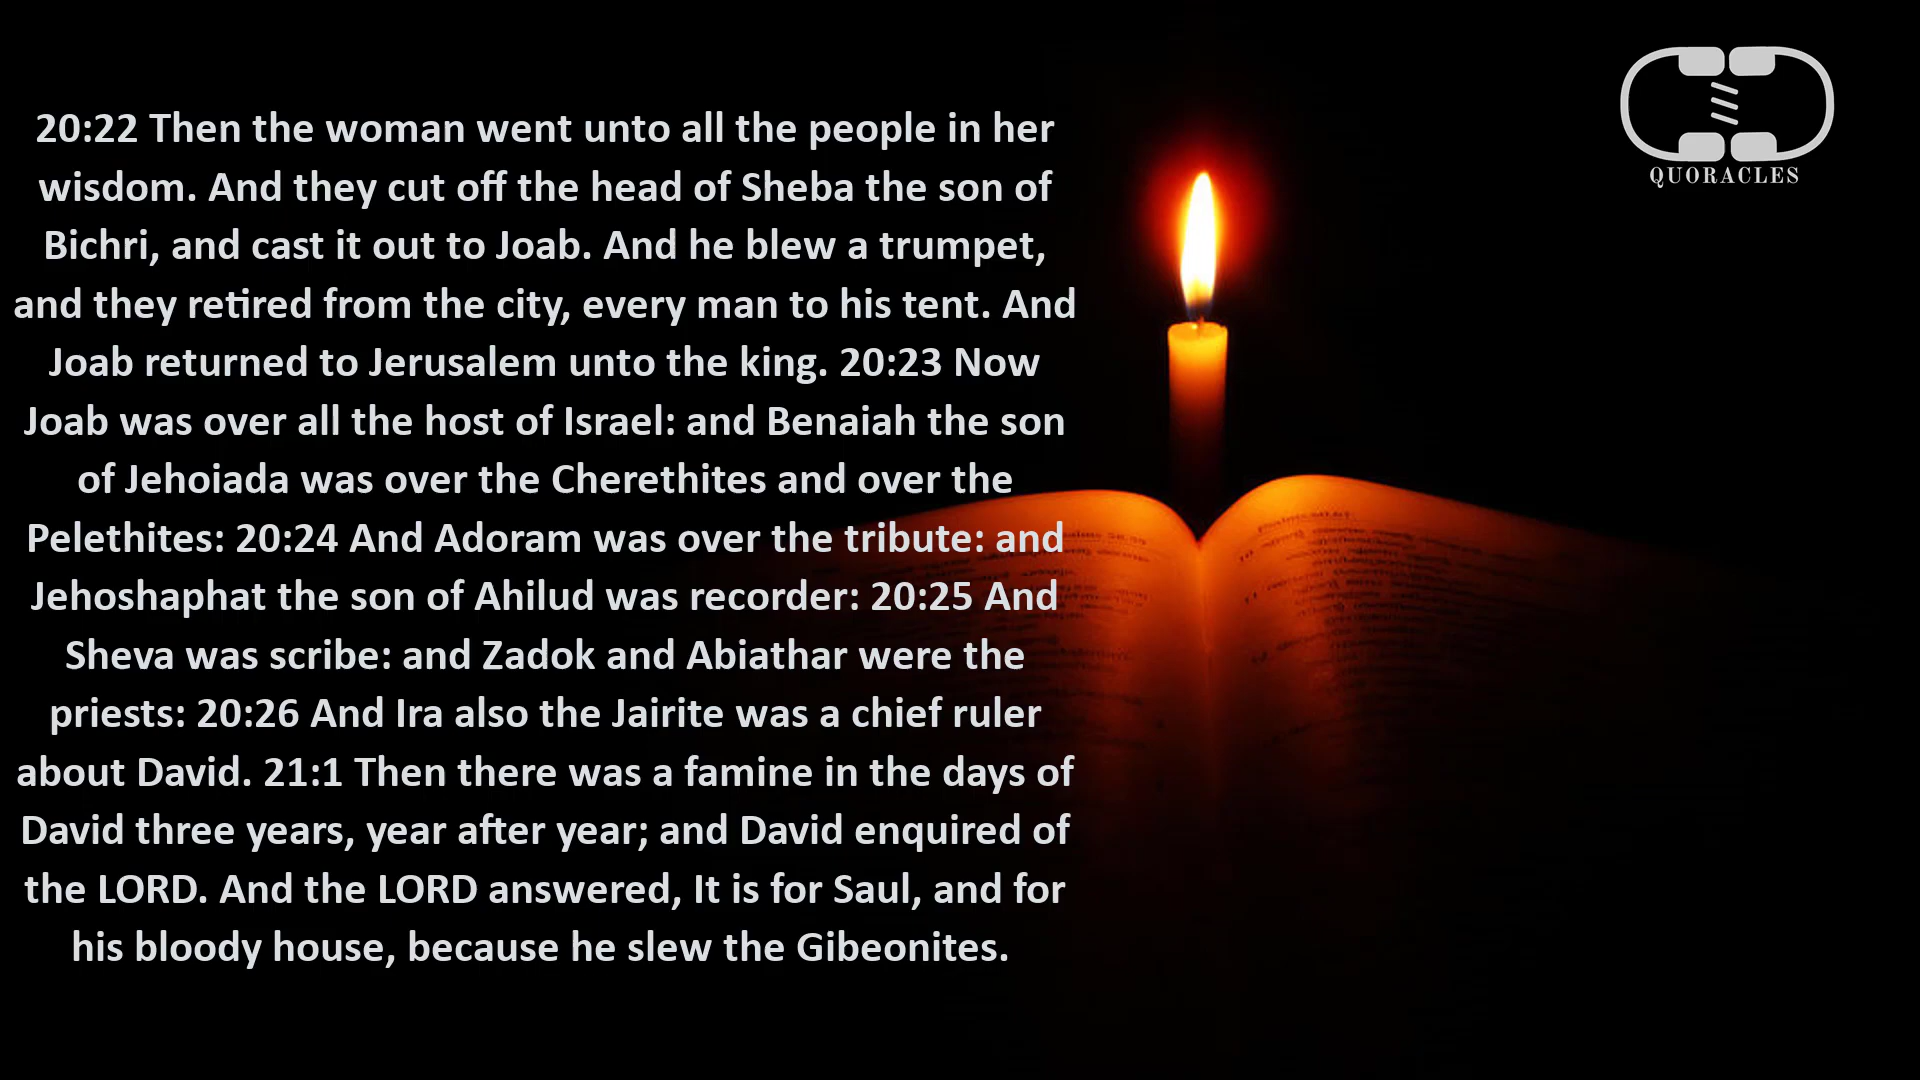 20:22 Then the woman went unto all the people in her
wisdom. And they cut off the head of Sheba the son of
Bichri, and cast it out to Joab. And he blew a trumpet,
and they retired from the city, every man to his tent. And
Joab returned to Jerusalem unto the king. 20:23 Now
Joab was over all the host of Israel: and Benaiah the son
of Jehoiada was over the Cherethites and over the
Pelethites: 20:24 And Adoram was over the tribute: and
Jehoshaphat the son of Ahilud was recorder: 20:25 And
Sheva was scribe: and Zadok and Abiathar were the
priests: 20:26 And Ira also the Jairite was a chief ruler
about David. 21:1 Then there was a famine in the days of
David three years, year after year; and David enquired of
the LORD. And the LORD answered, It is for Saul, and for
his bloody house, because he slew the Gibeonites.
QUORACLES